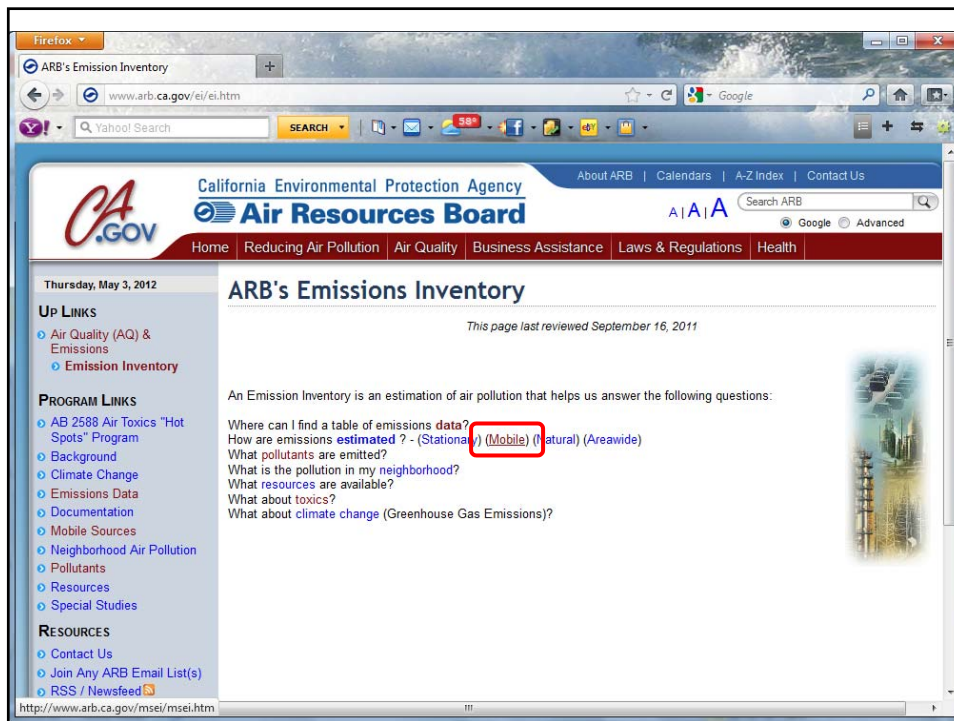 Firefox
ARB's Emission Inventory
www.arb.ca.gov/ei/ei.htm
Google
Yahoo! Search
SEARCH
58°
About ARB | Calendars | A-Z Index | Contact Us
CA
.GOV
California Environmental Protection Agency
Air Resources Board
A | A | A
Search ARB
Google Advanced
Home Reducing Air Pollution Air Quality Business Assistance Laws & Regulations Health
Thursday, May 3, 2012
UP LINKS
Air Quality (AQ) &
Emissions
Emission Inventory
PROGRAM LINKS
AB 2588 Air Toxics "Hot
Spots" Program
Background
Climate Change
Emissions Data
Documentation
Mobile Sources
Neighborhood Air Pollution
Pollutants
Resources
Special Studies
RESOURCES
Contact Us
Join Any ARB Email List(s)
RSS / Newsfeed
ARB's Emissions Inventory
This page last reviewed September 16, 2011
An Emission Inventory is an estimation of air pollution that helps us answer the following questions:
Where can I find a table of emissions data?
How are emissions estimated ? - (Stationary) (Mobile) (Natural) (Areawide)
What pollutants are emitted?
What is the pollution in my neighborhood?
What resources are available?
What about toxics?
What about climate change (Greenhouse Gas Emissions)?
http://www.arb.ca.gov/msei/msei.htm